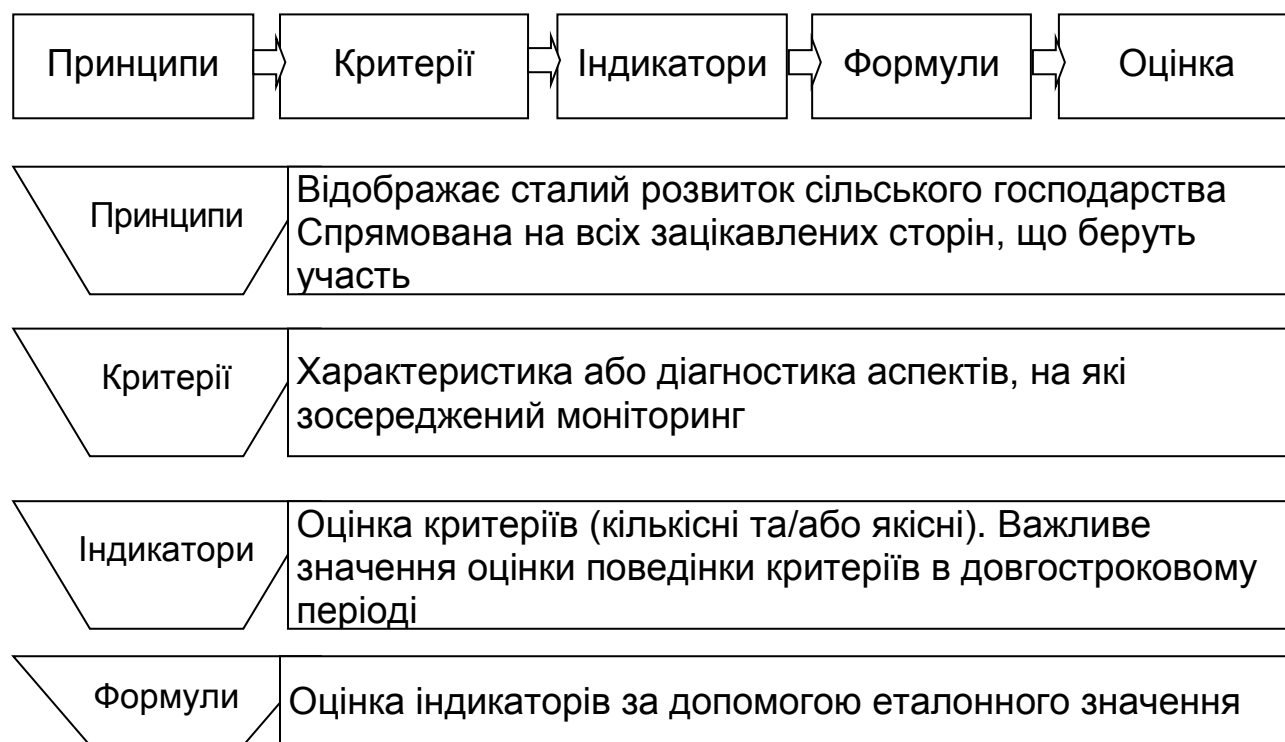 Принципи
Критерії
Індикатори
Формули
Оцінка
Принципи
Відображає сталий розвиток сільського господарства
Спрямована на всіх зацікавлених сторін, що беруть
участь
Критерії
Характеристика або діагностика аспектів, на які
зосереджений моніторинг
Індикатори
Оцінка критеріїв (кількісні та/або якісні). Важливе
значення оцінки поведінки критеріїв в довгостроковому
періоді
Формули
Оцінка індикаторів за допомогою еталонного значення